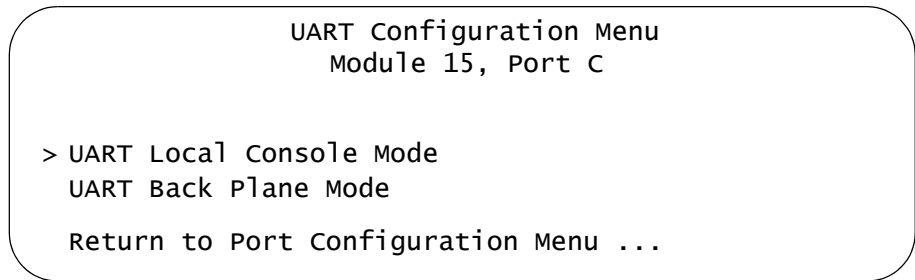 UART Configuration Menu
Module 15, Port C
> UART Local Console Mode
UART Back Plane Mode
Return to Port Configuration Menu ...